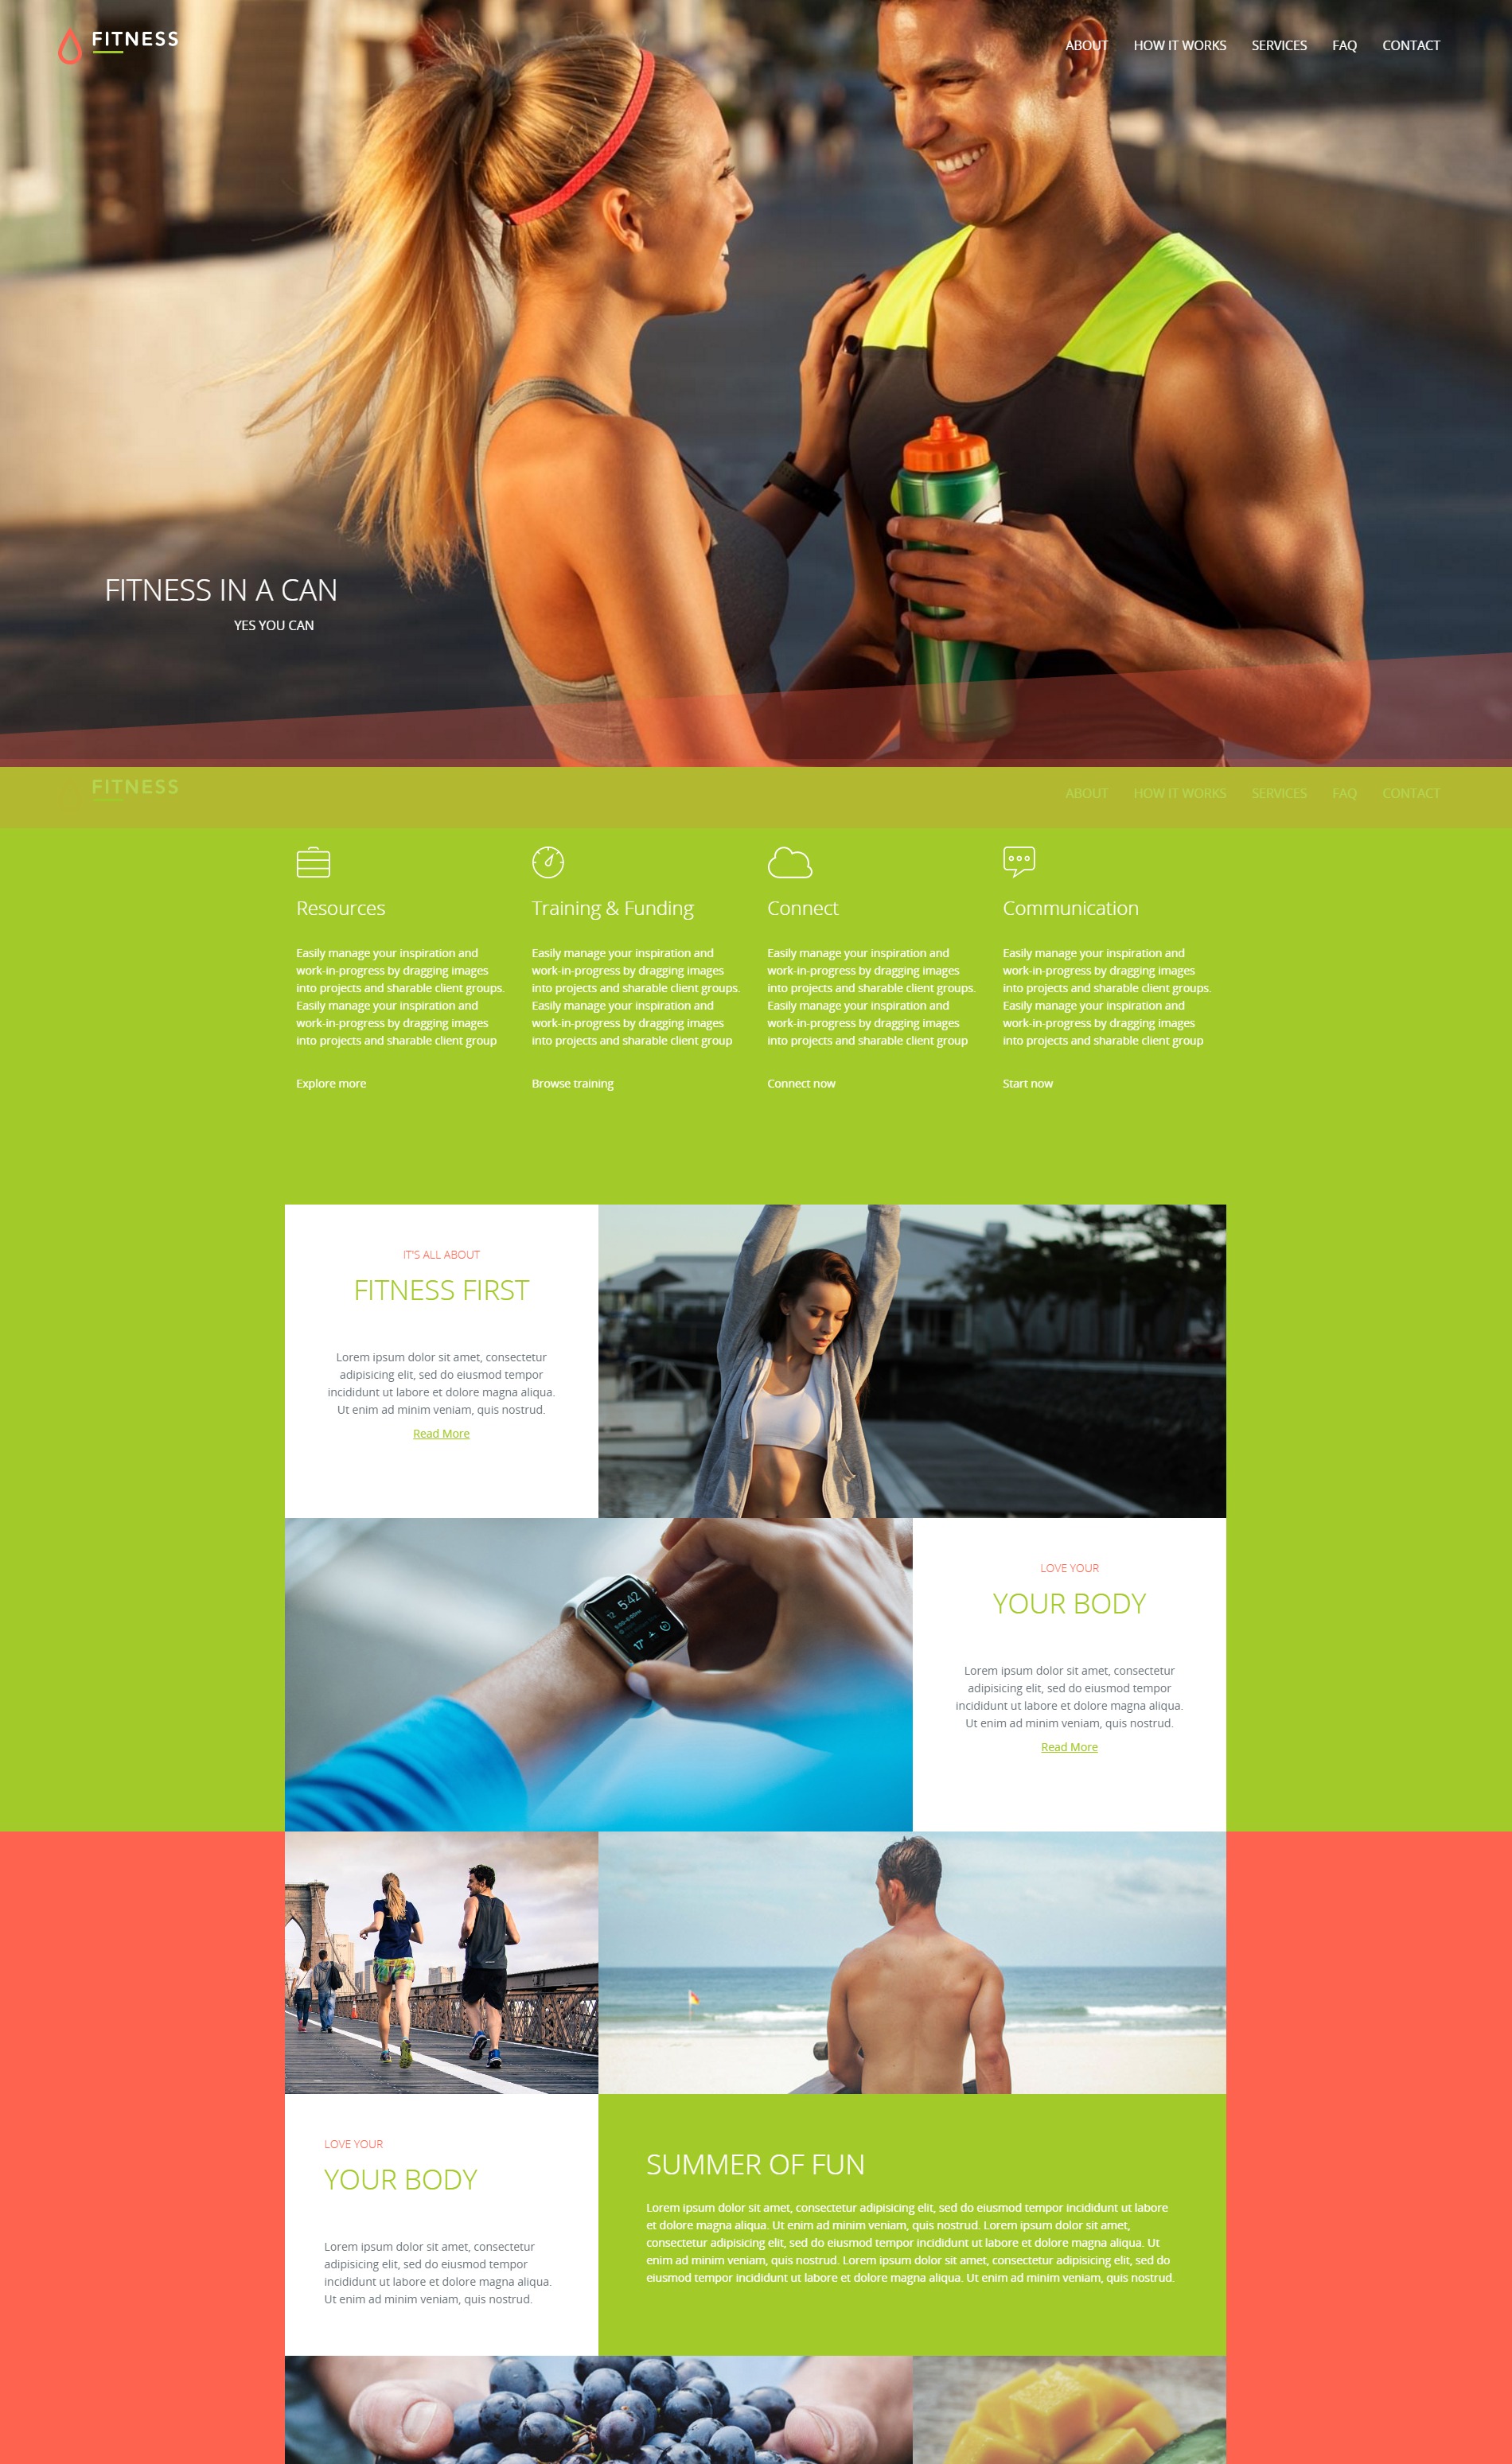 FITNESS
ABOUT HOW IT WORKS SERVICES FAQ CONTACT
FITNESS IN A CAN
YES YOU CAN
FITNESS
ABOUT HOW IT WORKS SERVICES FAQ CONTACT
Resources
Easily manage your inspiration and
work-in-progress by dragging images
into projects and sharable client groups.
Easily manage your inspiration and
work-in-progress by dragging images
into projects and sharable client group
Explore more
Training & Funding
Easily manage your inspiration and
work-in-progress by dragging images
into projects and sharable client groups.
Easily manage your inspiration and
work-in-progress by dragging images
into projects and sharable client group
Browse training
Connect
Easily manage your inspiration and
work-in-progress by dragging images
into projects and sharable client groups.
Easily manage your inspiration and
work-in-progress by dragging images
into projects and sharable client group
Connect now
Communication
Easily manage your inspiration and
work-in-progress by dragging images
into projects and sharable client groups.
Easily manage your inspiration and
work-in-progress by dragging images
into projects and sharable client group
Start now
IT'S ALL ABOUT
FITNESS FIRST
Lorem ipsum dolor sit amet, consectetur
adipisicing elit, sed do eiusmod tempor
incididunt ut labore et dolore magna aliqua.
Ut enim ad minim veniam, quis nostrud.
Read More
5:42
LOVE YOUR
YOUR BODY
Lorem ipsum dolor sit amet, consectetur
adipisicing elit, sed do eiusmod tempor
incididunt ut labore et dolore magna aliqua.
Ut enim ad minim veniam, quis nostrud.
Read More
LOVE YOUR
YOUR BODY
Lorem ipsum dolor sit amet, consectetur
adipisicing elit, sed do eiusmod tempor
incididunt ut labore et dolore magna aliqua.
Ut enim ad minim veniam, quis nostrud.
SUMMER OF FUN
Lorem ipsum dolor sit amet, consectetur adipisicing elit, sed do eiusmod tempor incididunt ut labore
et dolore magna aliqua. Ut enim ad minim veniam, quis nostrud. Lorem ipsum dolor sit amet,
consectetur adipisicing elit, sed do eiusmod tempor incididunt ut labore et dolore magna aliqua. Ut
enim ad minim veniam, quis nostrud. Lorem ipsum dolor sit amet, consectetur adipisicing elit, sed do
eiusmod tempor incididunt ut labore et dolore magna aliqua. Ut enim ad minim veniam, quis nostrud.